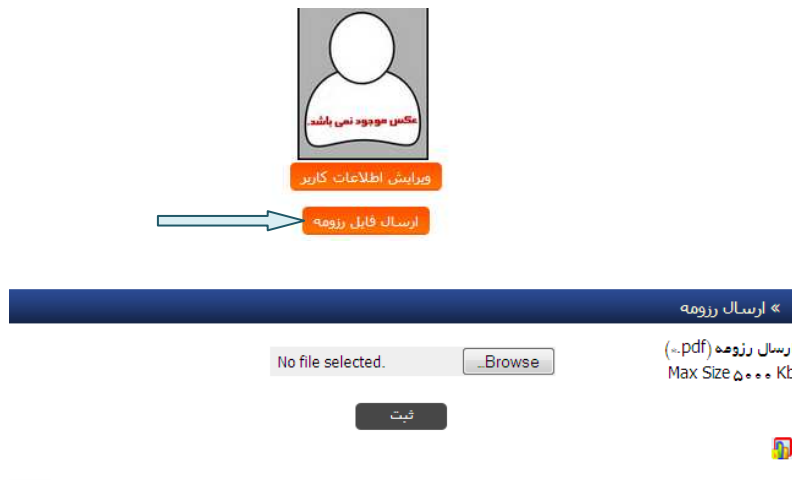 عکس موجود نمی باشد.
ویرایش اطلاعات کاربر
ارسال فایل رزومه
» ارسال رزومه
رسال رزومه (pdf.*)
Max Size ۵۰۰۰ Kb
No file selected.
Browse...
ثبت